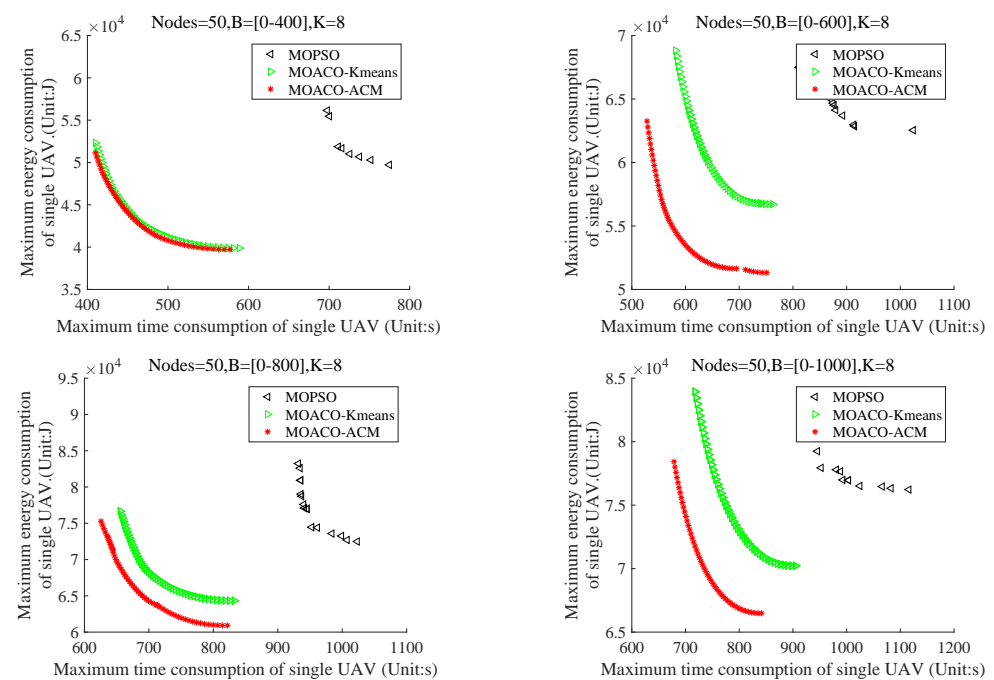 Nodes=50,B=[0-400],K=8
×10⁴
6.5
6
5.5
5
4.5
4
3.5
400 500 600 700 800
MOPSO
MOACO-Kmeans
MOACO-ACM
Maximum energy consumption
of single UAV.(Unit:J)
Maximum time consumption of single UAV (Unit:s)
Nodes=50,B=[0-600],K=8
×10⁴
7
6.5
6
5.5
5
500 600 700 800 900 1000 1100
MOPSO
MOACO-Kmeans
MOACO-ACM
Maximum energy consumption
of single UAV.(Unit:J)
Maximum time consumption of single UAV (Unit:s)
Nodes=50,B=[0-800],K=8
×10⁴
9.5
9
8.5
8
7.5
7
6.5
6
600 700 800 900 1000 1100
MOPSO
MOACO-Kmeans
MOACO-ACM
Maximum energy consumption
of single UAV.(Unit:J)
Maximum time consumption of single UAV (Unit:s)
Nodes=50,B=[0-1000],K=8
×10⁴
8.5
8
7.5
7
6.5
600 700 800 900 1000 1100 1200
MOPSO
MOACO-Kmeans
MOACO-ACM
Maximum energy consumption
of single UAV.(Unit:J)
Maximum time consumption of single UAV (Unit:s)